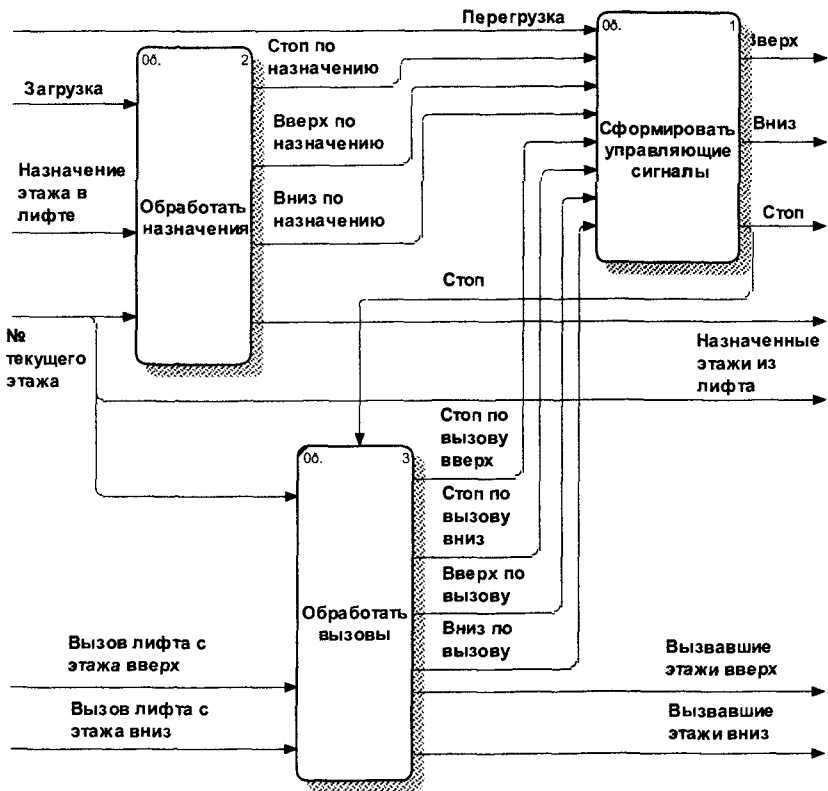 Перегрузка
0б.
1
Вверх
Стоп по
назначению
0б.
2
Загрузка
Вверх по
назначению
Вниз
Сформировать
управляющие
сигналы
Назначение
этажа в
лифте
Обработать
назначения
Вниз по
назначению
Стоп
Стоп
№
текущего
этажа
Назначенные
этажи из
лифта
Стоп по
вызову
вверх
0б.
3
Стоп по
вызову
вниз
Вверх по
вызову
Обработать
вызовы
Вниз по
вызову
Вызов лифта с
этажа вверх
Вызвавшие
этажи вверх
Вызов лифта с
этажа вниз
Вызвавшие
этажи вниз